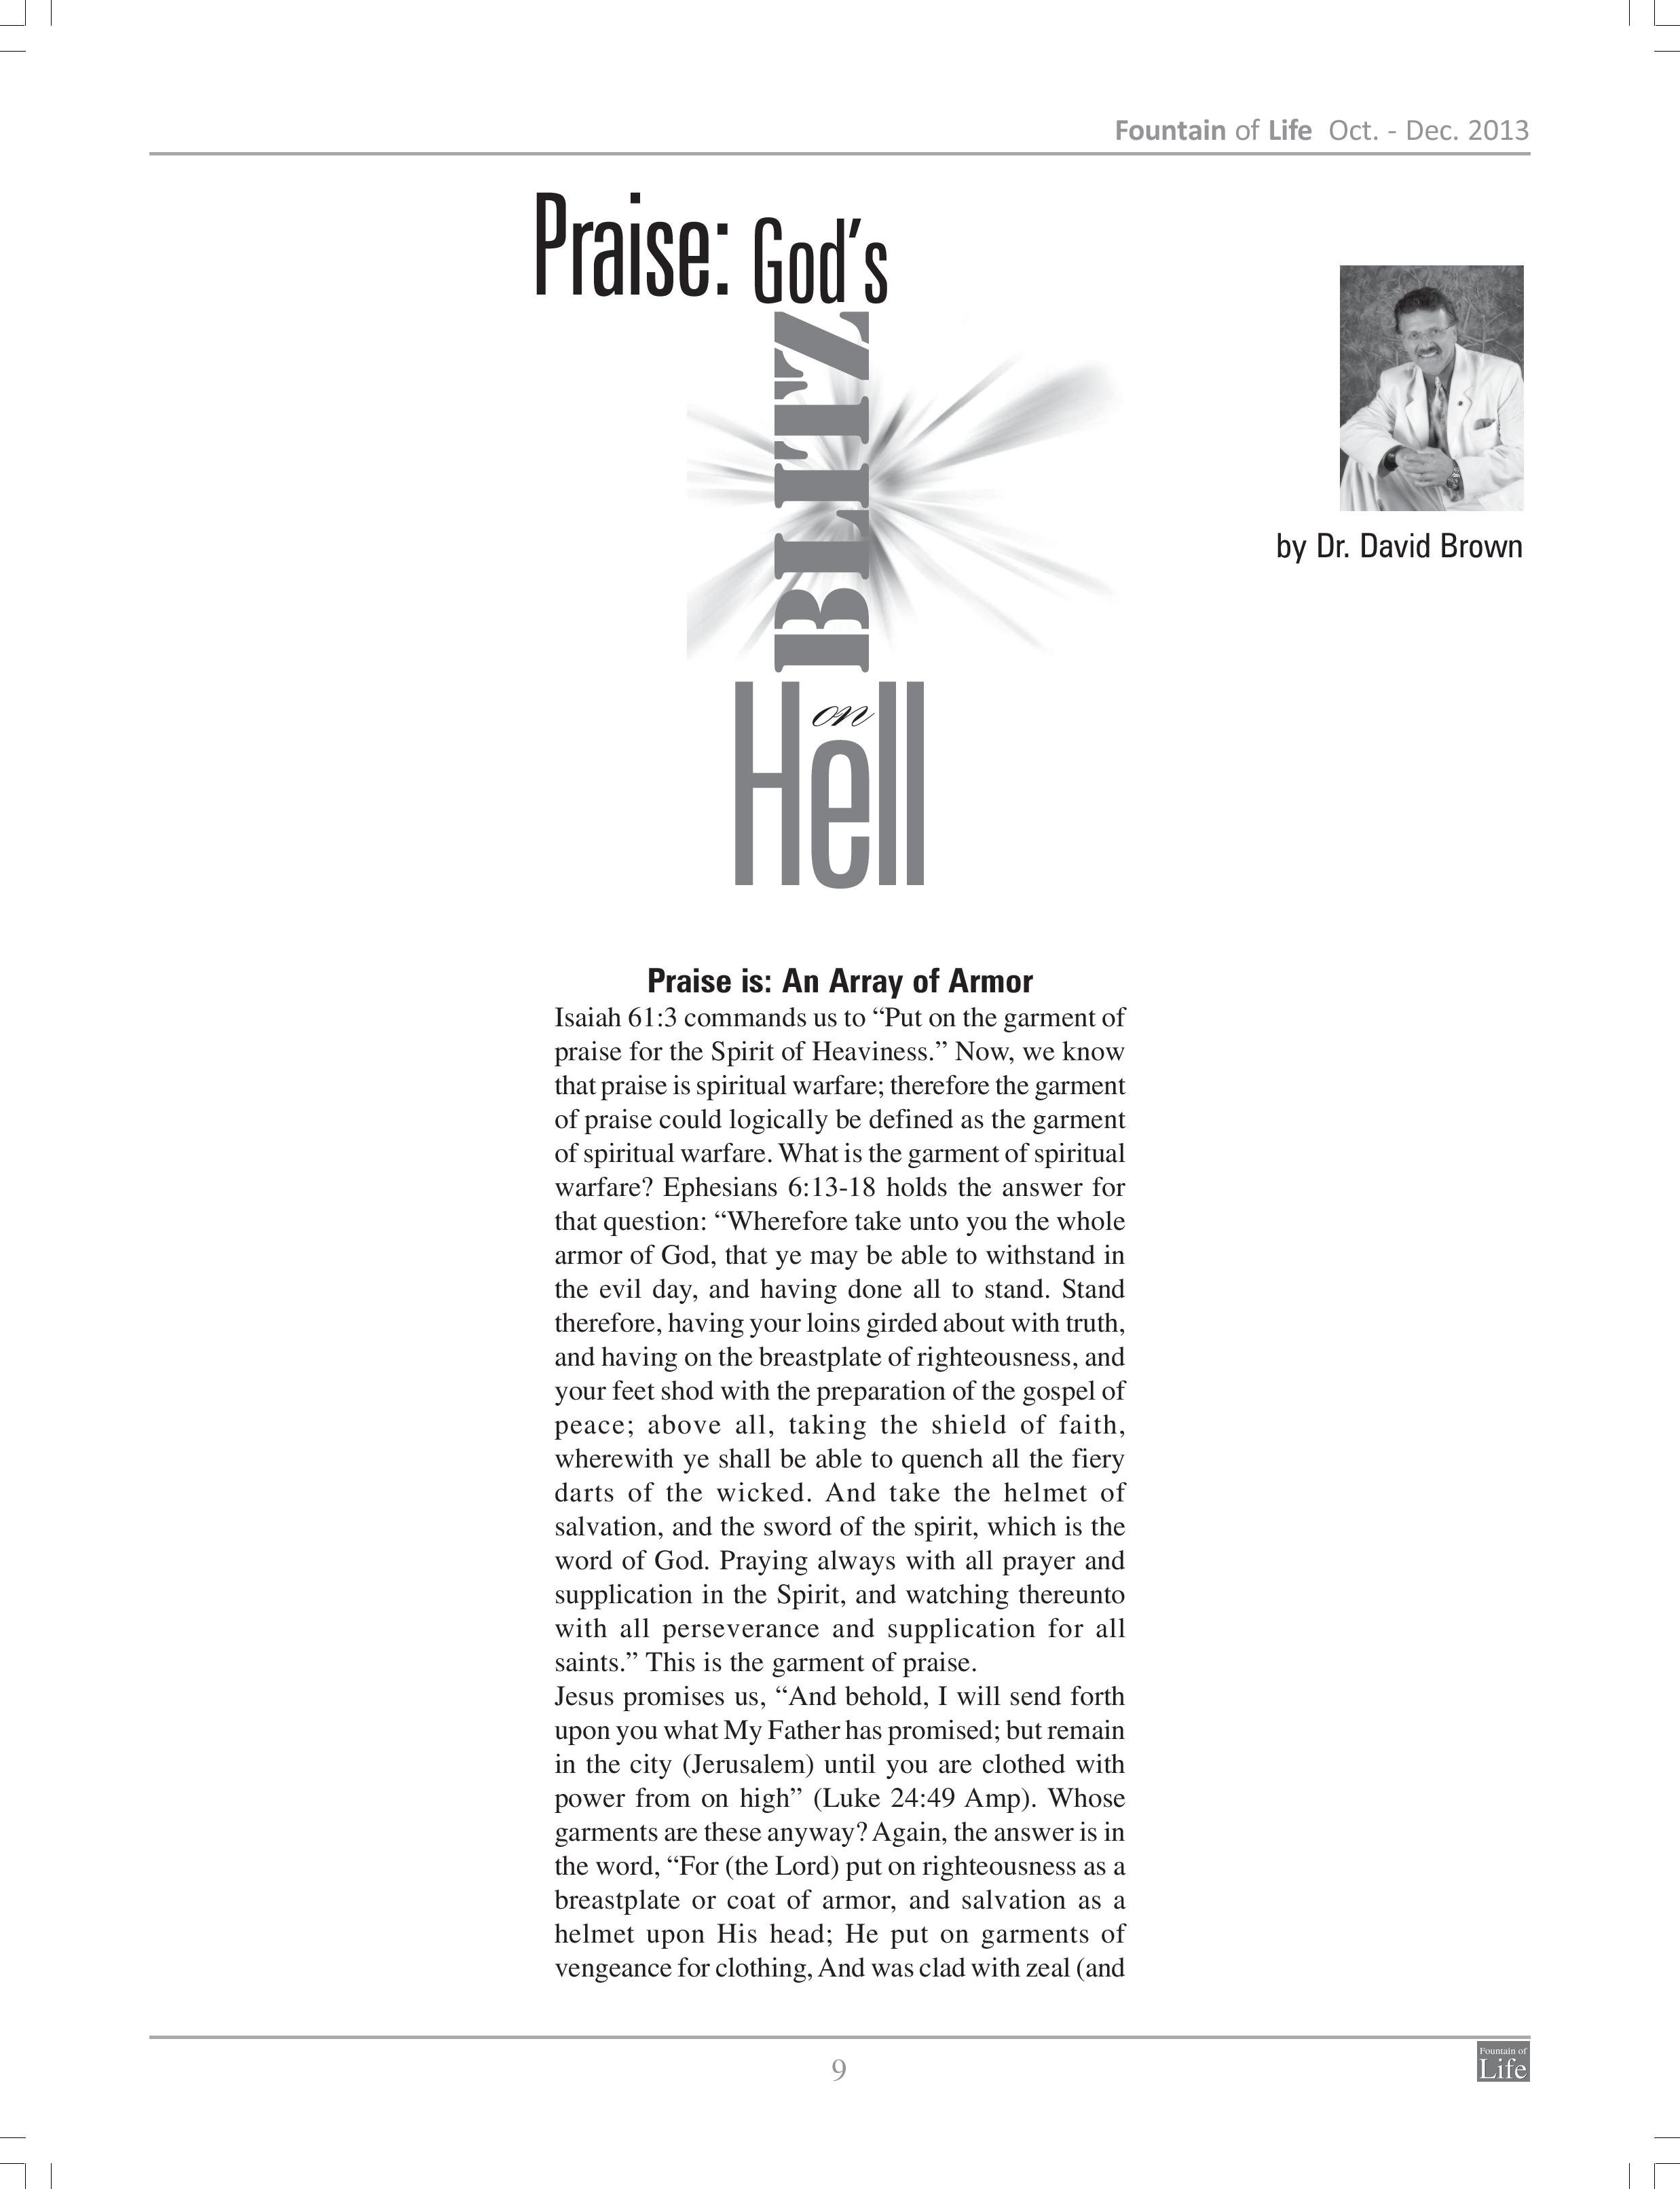 Fountain of Life Oct. - Dec. 2013
Praise: God’s
BLITZ
on
Hell
by Dr. David Brown
Praise is: An Array of Armor
Isaiah 61:3 commands us to “Put on the garment of
praise for the Spirit of Heaviness.” Now, we know
that praise is spiritual warfare; therefore the garment
of praise could logically be defined as the garment
of spiritual warfare. What is the garment of spiritual
warfare? Ephesians 6:13-18 holds the answer for
that question: “Wherefore take unto you the whole
armor of God, that ye may be able to withstand in
the evil day, and having done all to stand. Stand
therefore, having your loins girded about with truth,
and having on the breastplate of righteousness, and
your feet shod with the preparation of the gospel of
peace; above all, taking the shield of faith,
wherewith ye shall be able to quench all the fiery
darts of the wicked. And take the helmet of
salvation, and the sword of the spirit, which is the
word of God. Praying always with all prayer and
supplication in the Spirit, and watching thereunto
with all perseverance and supplication for all
saints.” This is the garment of praise.
Jesus promises us, “And behold, I will send forth
upon you what My Father has promised; but remain
in the city (Jerusalem) until you are clothed with
power from on high” (Luke 24:49 Amp). Whose
garments are these anyway? Again, the answer is in
the word, “For (the Lord) put on righteousness as a
breastplate or coat of armor, and salvation as a
helmet upon His head; He put on garments of
vengeance for clothing, And was clad with zeal (and
9
Fountain of
Life